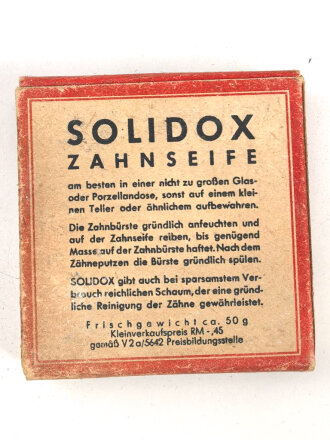 SOLIDOX
ZAHNSEIFE
am besten in einer nicht zu großen Glas-
oder Porzellandose, sonst auf einem klei-
nen Teller oder ähnlichem aufbewahren.
Die Zahnbürste gründlich anfeuchten und
auf der Zahnseife reiben, bis genügend
Masse auf der Zahnbürste haftet. Nach dem
Zähneputzen die Bürste gründlich spülen.
SOLIDOX gibt auch bei sparsamstem Ver-
brauch reichlichen Schaum, der eine gründ-
liche Reinigung der Zähne gewährleistet.
Frischgewicht ca. 50 g
Kleinverkaufspreis RM -,45
gemäß V2a/5642 Preisbildungsstelle